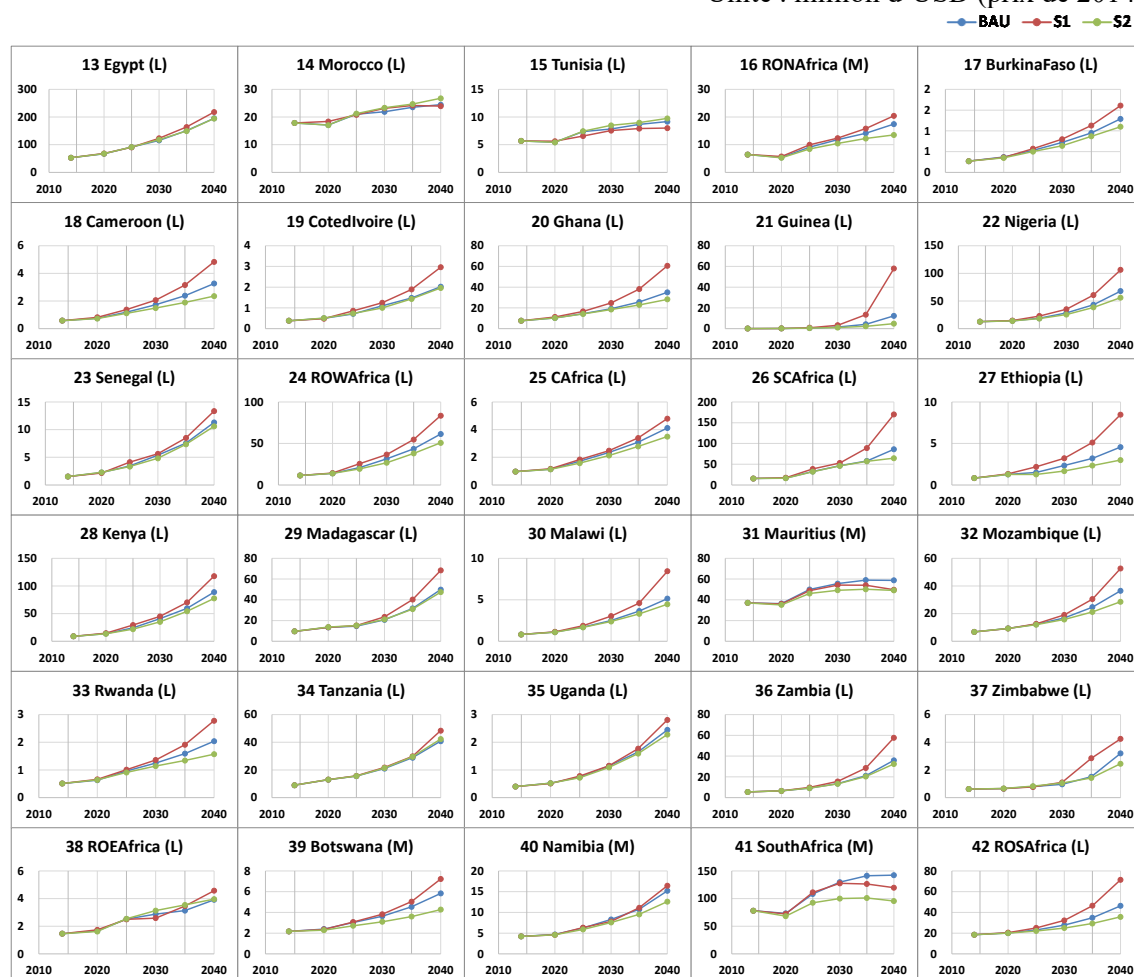 Unité : million d'USD (prix de 2014
BAU S1 S2
13 Egypt (L)
300
200
100
0
2010 2020 2030 2040
14 Morocco (L)
30
20
10
0
2010 2020 2030 2040
15 Tunisia (L)
15
10
5
0
2010 2020 2030 2040
16 RONAfrica (M)
30
20
10
0
2010 2020 2030 2040
17 BurkinaFaso (L)
2
2
1
1
0
2010 2020 2030 2040
18 Cameroon (L)
6
4
2
0
2010 2020 2030 2040
19 CotedIvoire (L)
4
3
2
1
0
2010 2020 2030 2040
20 Ghana (L)
80
60
40
20
0
2010 2020 2030 2040
21 Guinea (L)
80
60
40
20
0
2010 2020 2030 2040
22 Nigeria (L)
150
100
50
0
2010 2020 2030 2040
23 Senegal (L)
15
10
5
0
2010 2020 2030 2040
24 ROWAfrica (L)
100
50
0
2010 2020 2030 2040
25 CAfrica (L)
6
4
2
0
2010 2020 2030 2040
26 SCAfrica (L)
200
150
100
50
0
2010 2020 2030 2040
27 Ethiopia (L)
10
5
0
2010 2020 2030 2040
28 Kenya (L)
150
100
50
0
2010 2020 2030 2040
29 Madagascar (L)
80
60
40
20
0
2010 2020 2030 2040
30 Malawi (L)
10
5
0
2010 2020 2030 2040
31 Mauritius (M)
80
60
40
20
0
2010 2020 2030 2040
32 Mozambique (L)
60
40
20
0
2010 2020 2030 2040
33 Rwanda (L)
3
2
1
0
2010 2020 2030 2040
34 Tanzania (L)
60
40
20
0
2010 2020 2030 2040
35 Uganda (L)
3
2
1
0
2010 2020 2030 2040
36 Zambia (L)
80
60
40
20
0
2010 2020 2030 2040
37 Zimbabwe (L)
6
4
2
0
2010 2020 2030 2040
38 ROEAfrica (L)
6
4
2
0
2010 2020 2030 2040
39 Botswana (M)
8
6
4
2
0
2010 2020 2030 2040
40 Namibia (M)
20
15
10
5
0
2010 2020 2030 2040
41 SouthAfrica (M)
150
100
50
0
2010 2020 2030 2040
42 ROSAfrica (L)
80
60
40
20
0
2010 2020 2030 2040